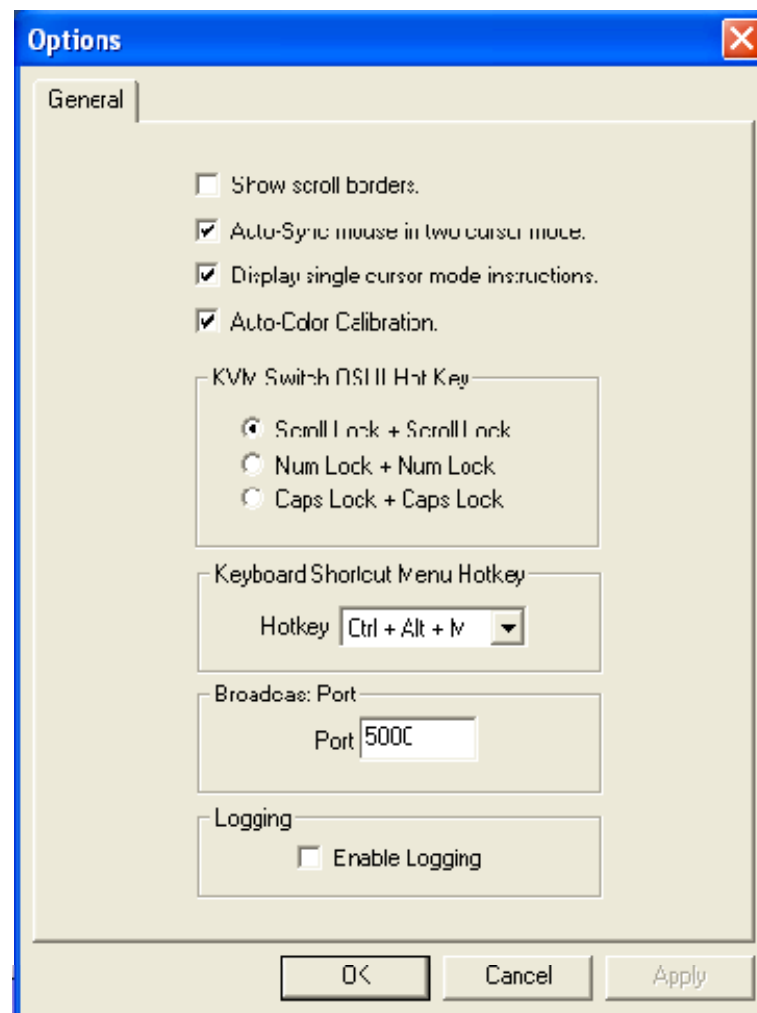 Options
General
Show scroll borders.
Auto-Sync mouse in two cursor mode.
Display single cursor mode instructions.
Auto-Color Calibration.
KVM Switch OSUI Hot Key
Scroll Lock + Scroll Lock
Num Lock + Num Lock
Caps Lock + Caps Lock
Keyboard Shortcut Menu Hotkey
Hotkey Ctrl + Alt + M
Broadcast Port
Port 5000
Logging
Enable Logging
OK Cancel Apply